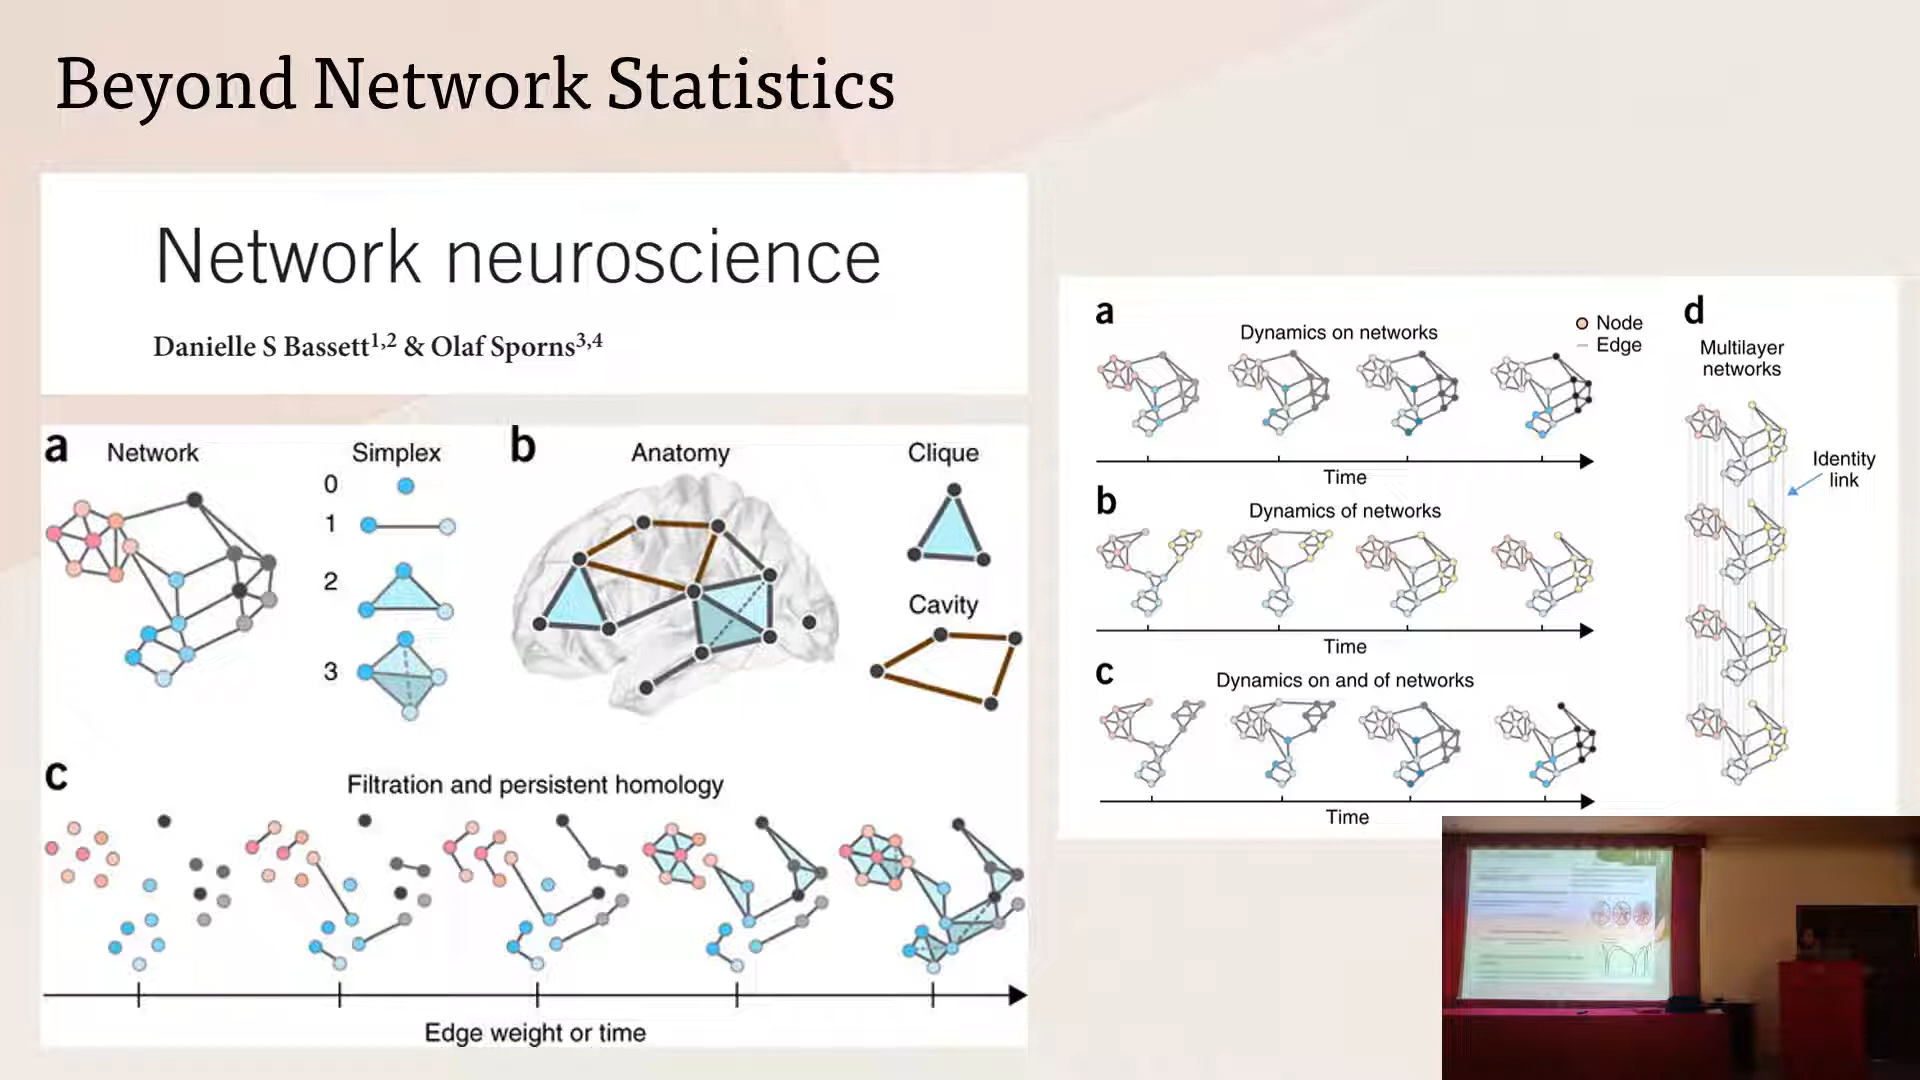 Beyond Network Statistics
Network neuroscience
Danielle S Bassett1,2 & Olaf Sporns3,4
a
Network
Simplex
0
1
2
3
b
Anatomy
Clique
Cavity
c
Filtration and persistent homology
Edge weight or time
a
Dynamics on networks
Node
Edge
Time
b
Dynamics of networks
Time
c
Dynamics on and of networks
Time
d
Multilayer
networks
Identity
link